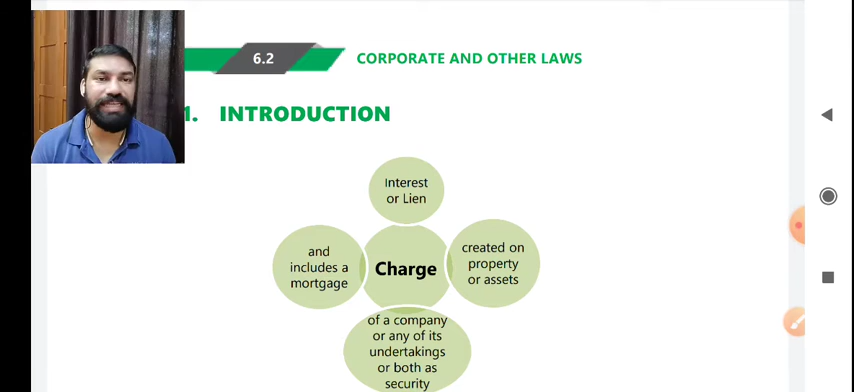 6.2
CORPORATE AND OTHER LAWS
1. INTRODUCTION
Interest
or Lien
and
includes a
mortgage
Charge
created on
property
or assets
of a company
or any of its
undertakings
or both as
security